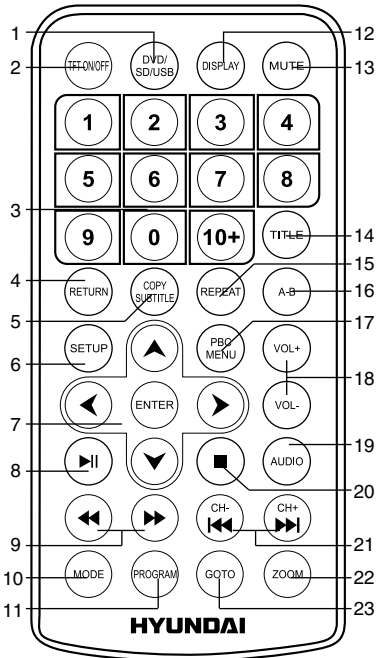 1 12
2 TFT ON/OFF DVD/ SD/USB DISPLAY MUTE 13
1 2 3 4
5 6 7 8
3
9 0 10+ TITLE 14
15
4 RETURN COPY SUBTITLE REPEAT A-B 16
5 17
6 SETUP PBC MENU VOL+
18
7 ENTER VOL-
19
8 AUDIO
20
9 CH- CH+ 21
10 MODE PROGRAM GOTO ZOOM 22
11 23
HYUNDAI